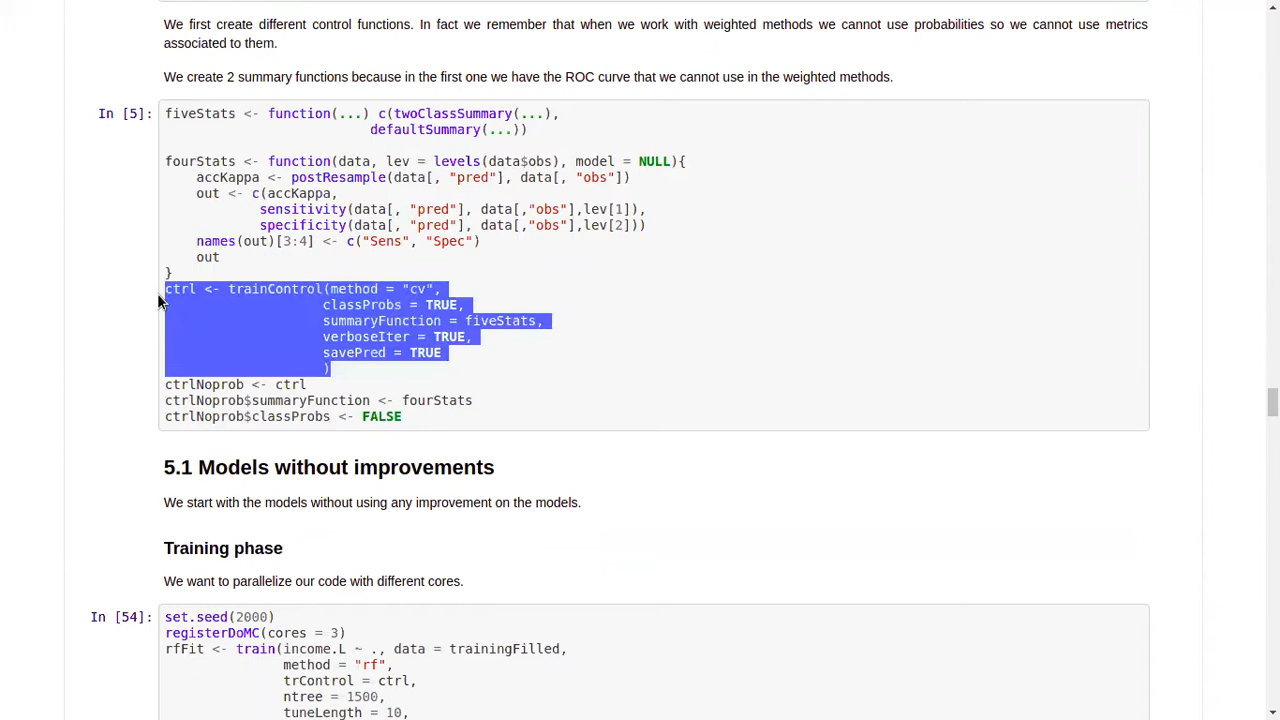 We first create different control functions. In fact we remember that when we work with weighted methods we cannot use probabilities so we cannot use metrics
associated to them.
We create 2 summary functions because in the first one we have the ROC curve that we cannot use in the weighted methods.
In [5]:
fiveStats <- function(...) c(twoClassSummary(...),
                          defaultSummary(...))
fourStats <- function(data, lev = levels(data$obs), model = NULL){
    accKappa <- postResample(data[, "pred"], data[, "obs"])
    out <- c(accKappa,
            sensitivity(data[, "pred"], data[,"obs"],lev[1]),
            specificity(data[, "pred"], data[,"obs"],lev[2]))
    names(out)[3:4] <- c("Sens", "Spec")
    out
}
ctrl <- trainControl(method = "cv",
                    classProbs = TRUE,
                    summaryFunction = fiveStats,
                    verboseIter = TRUE,
                    savePred = TRUE
                    )
ctrlNoprob <- ctrl
ctrlNoprob$summaryFunction <- fourStats
ctrlNoprob$classProbs <- FALSE
5.1 Models without improvements
We start with the models without using any improvement on the models.
Training phase
We want to parallelize our code with different cores.
In [54]:
set.seed(2000)
registerDoMC(cores = 3)
rfFit <- train(income.L ~ ., data = trainingFilled,
               method = "rf",
               trControl = ctrl,
               ntree = 1500,
               tuneLength = 10,